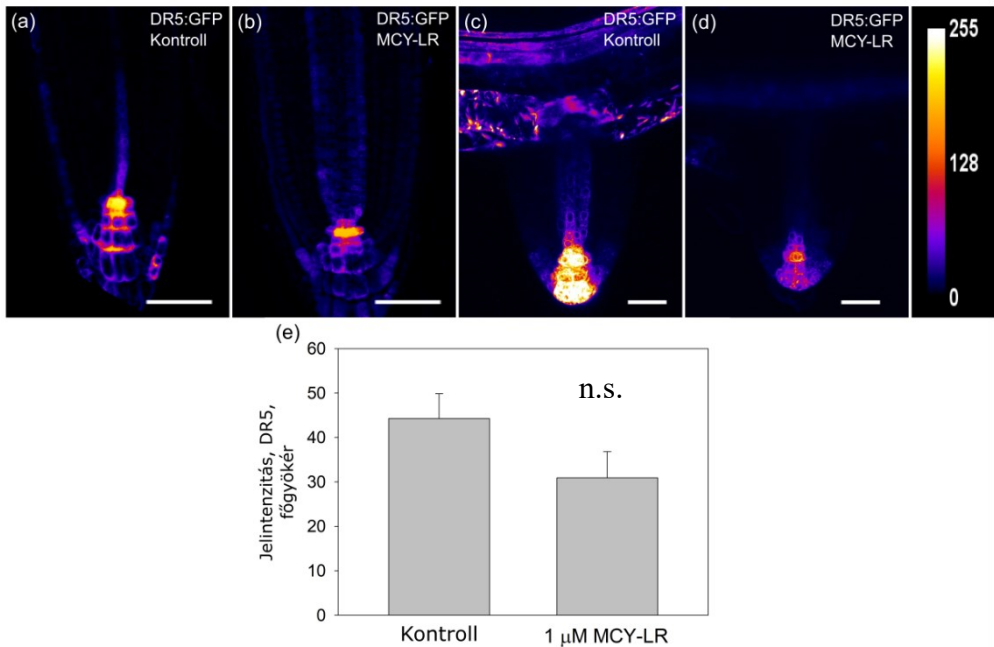 (a)
DR5:GFP
Kontroll
(b)
DR5:GFP
MCY-LR
(c)
DR5:GFP
Kontroll
(d)
DR5:GFP
MCY-LR
255
128
0
(e)
60
50
40
30
20
10
0
Jelintenzitás, DR5,
főgyökér
n.s.
Kontroll
1 µM MCY-LR